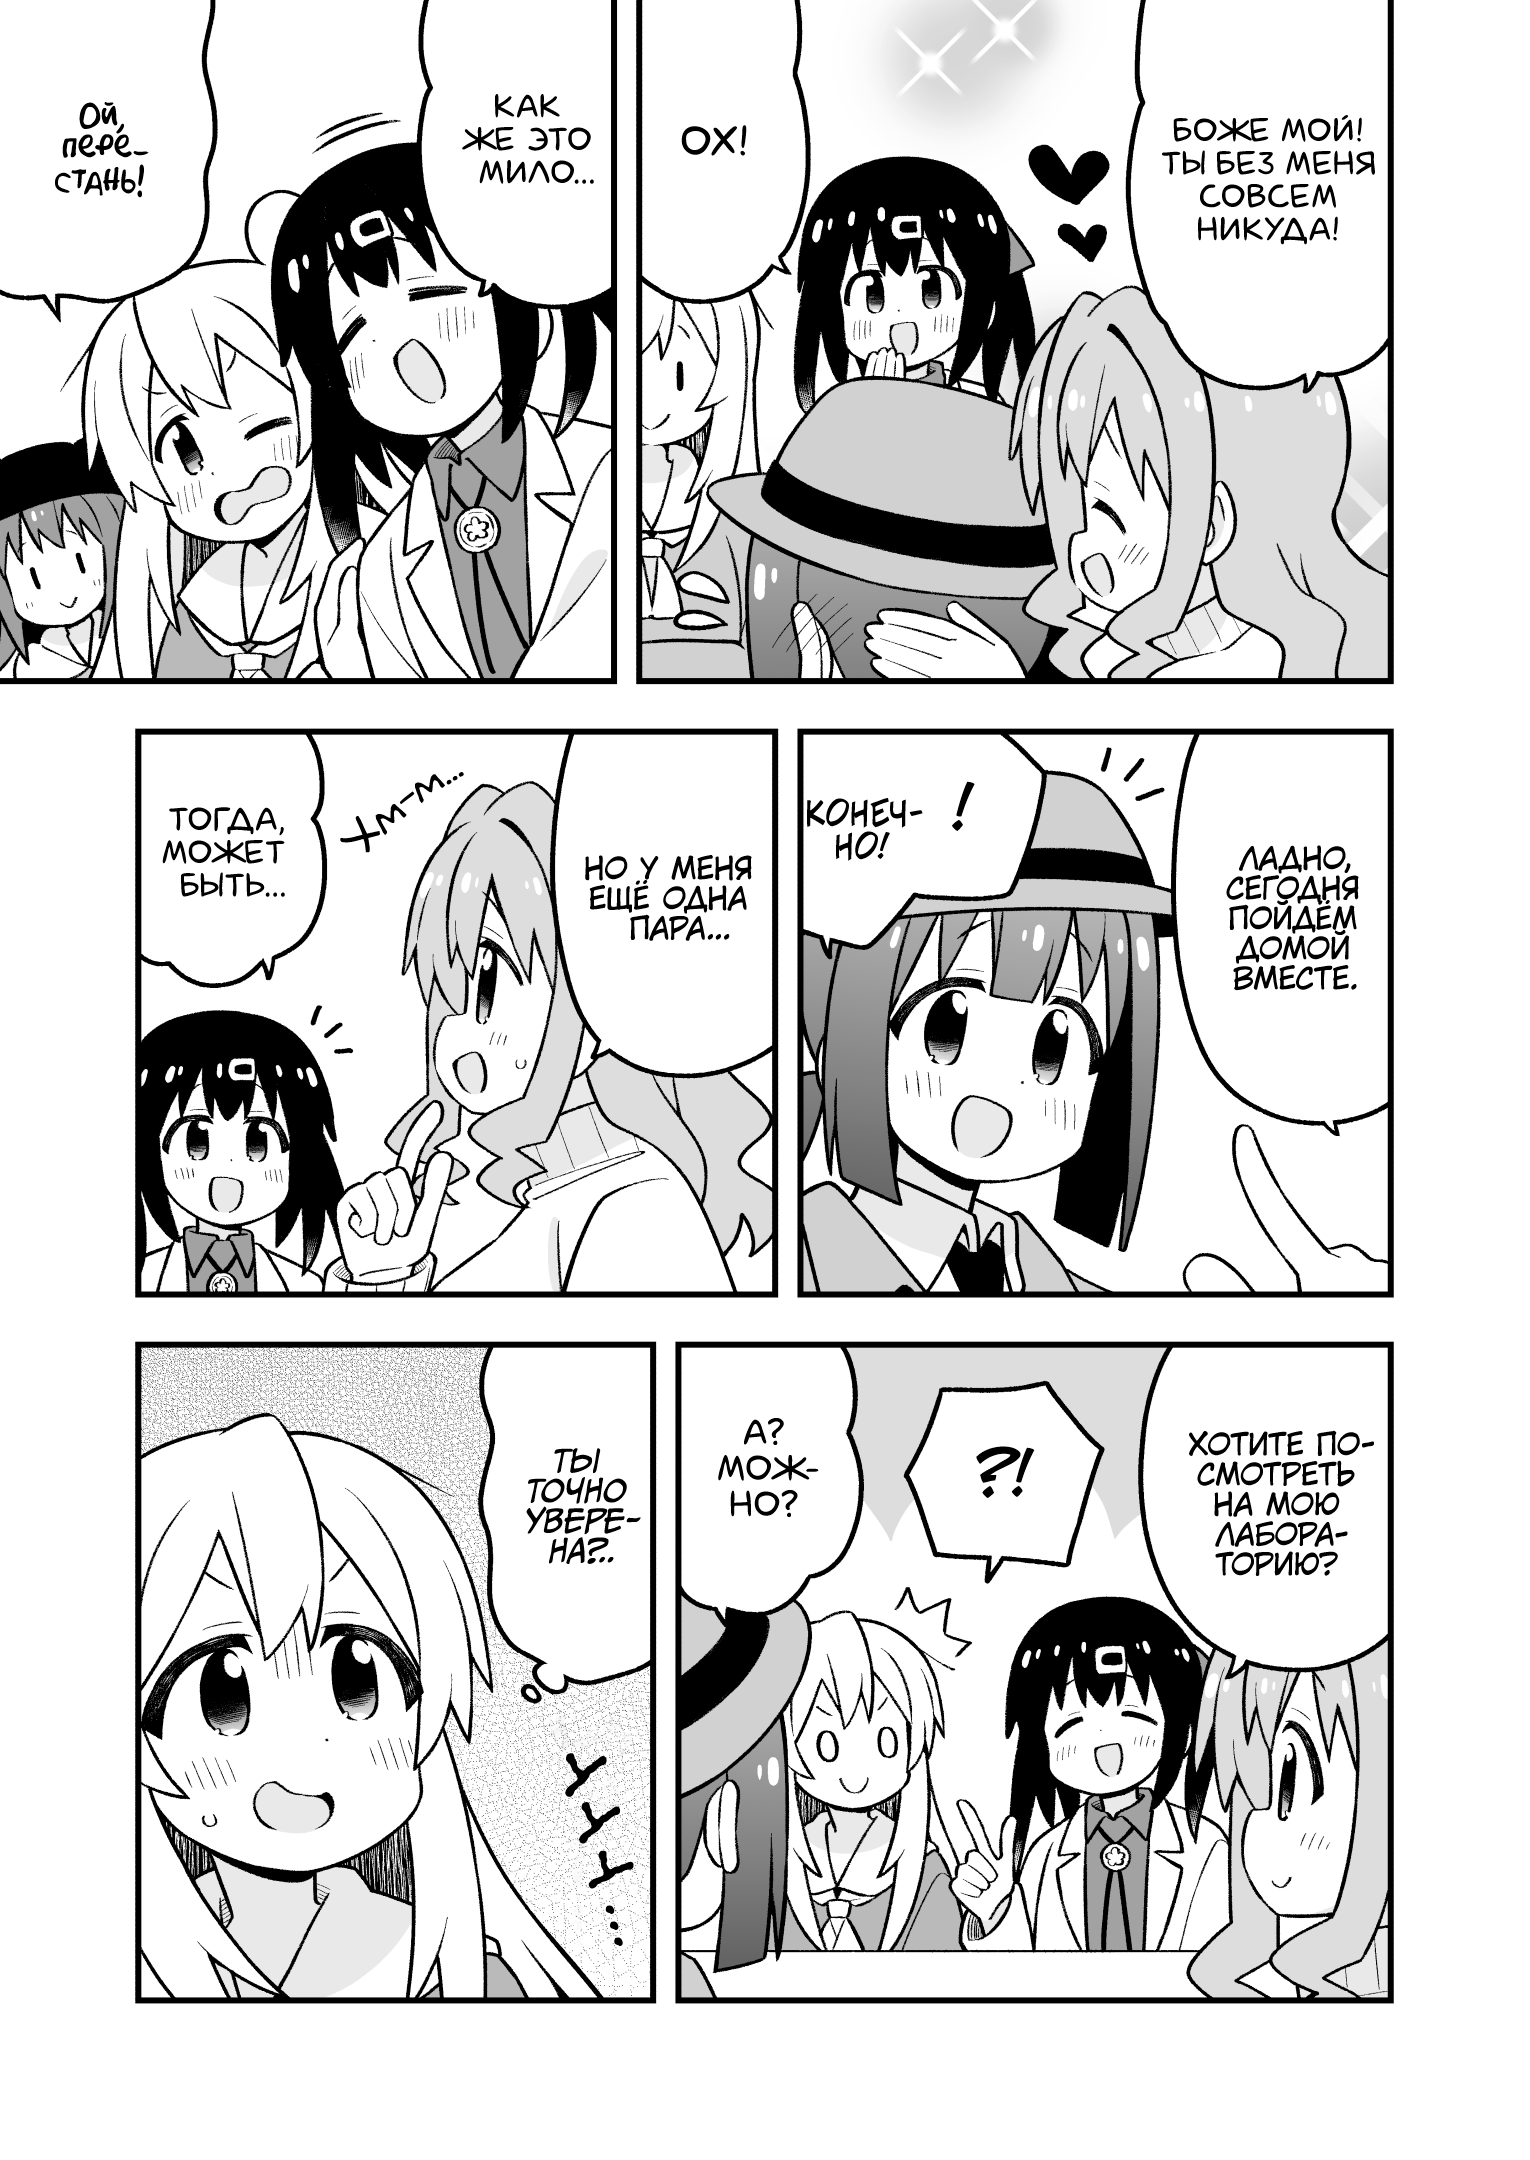 БОЖЕ МОЙ!
ТЫ БЕЗ МЕНЯ
СОВСЕМ
НИКУДА!
ОХ!
КАК
ЖЕ ЭТО
МИЛО...
ОЙ,
ПЕРЕ-
СТАНЬ!
ЛАДНО,
СЕГОДНЯ
ПОЙДЁМ
ДОМОЙ
ВМЕСТЕ.
!
КОНЕЧ-
НО!
НО У МЕНЯ
ЕЩЁ ОДНА
ПАРА...
ХМ-М-М...
ТОГДА,
МОЖЕТ
БЫТЬ...
ХОТИТЕ ПО-
СМОТРЕТЬ
НА МОЮ
ЛАБОРА-
ТОРИЮ?
?!
А?
МОЖ-
НО?
ТЫ
ТОЧНО
УВЕРЕ-
НА?..